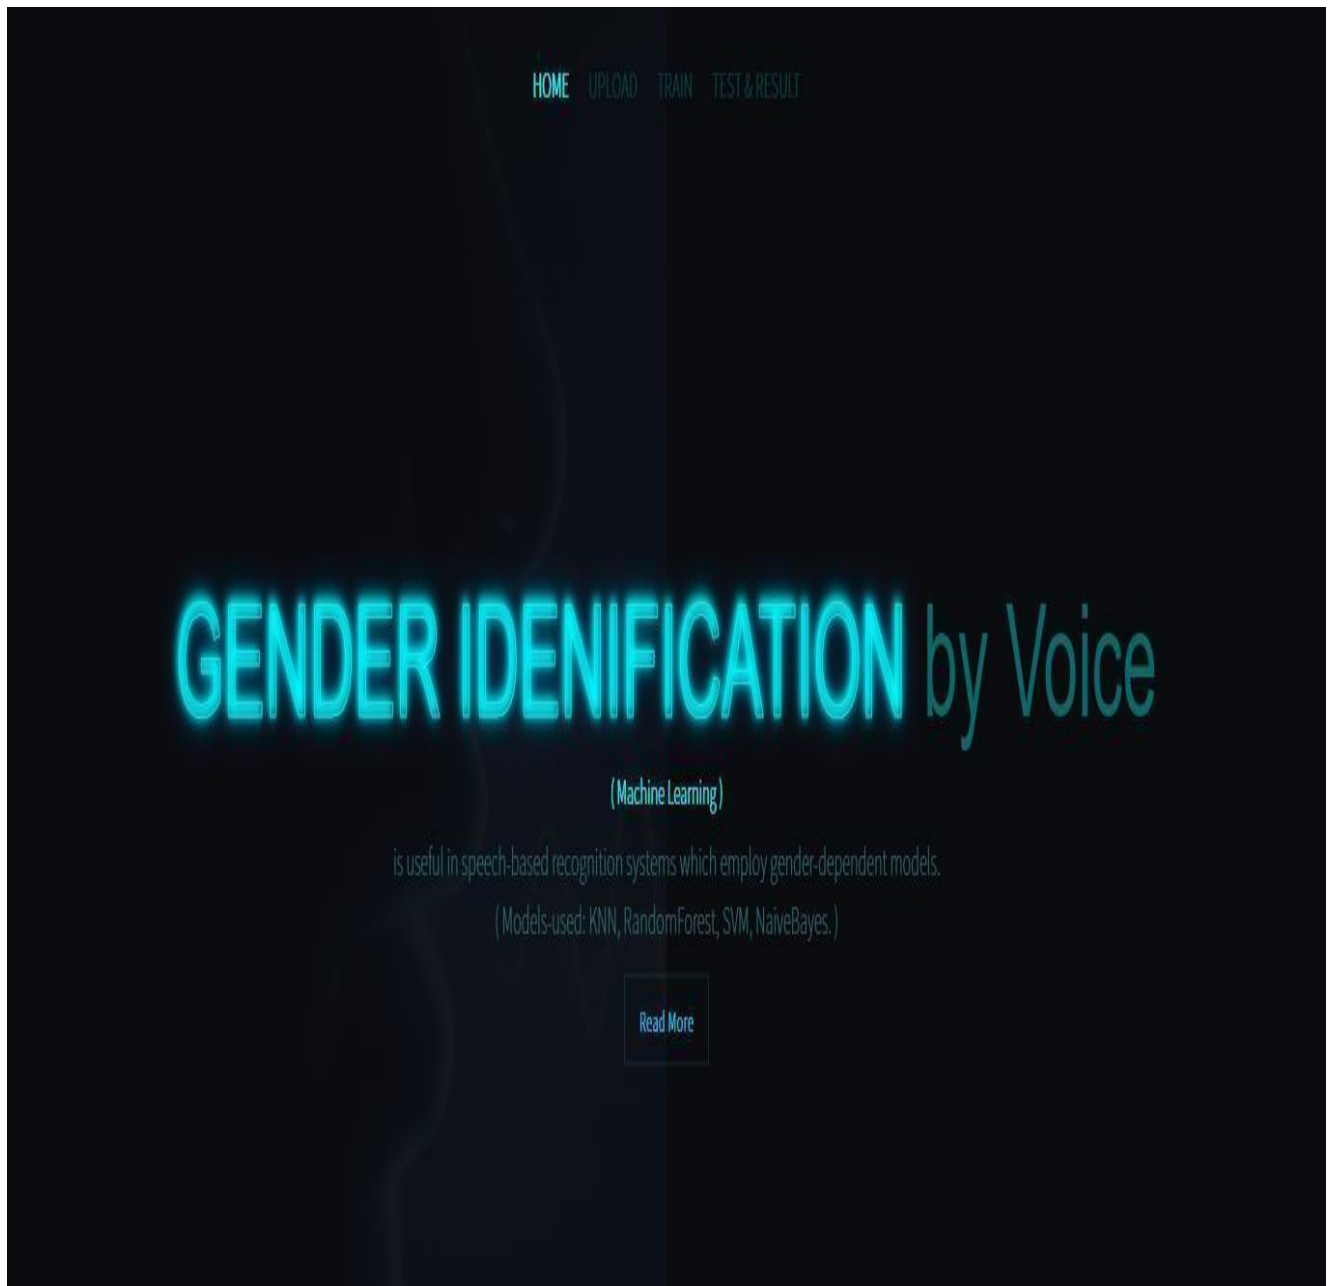 HOME UPLOAD TRAIN TEST & RESULT
GENDER IDENIFICATION by Voice
( Machine Learning )
is useful in speech-based recognition systems which employ gender-dependent models.
( Models-used: KNN, RandomForest, SVM, NaiveBayes. )
Read More